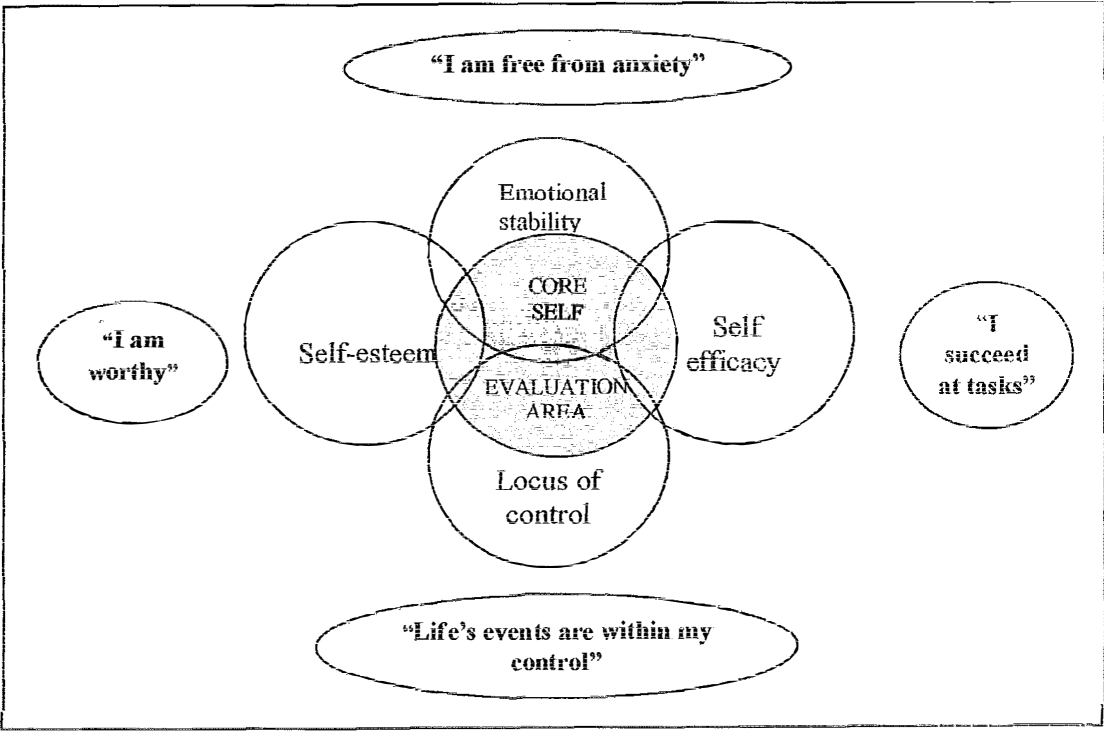 “I am free from anxiety”
Emotional
stability
CORE
SELF
“I am
worthy”
Self-esteem
Self
efficacy
“I
succeed
at tasks”
EVALUATION
AREA
Locus of
control
“Life’s events are within my
control”